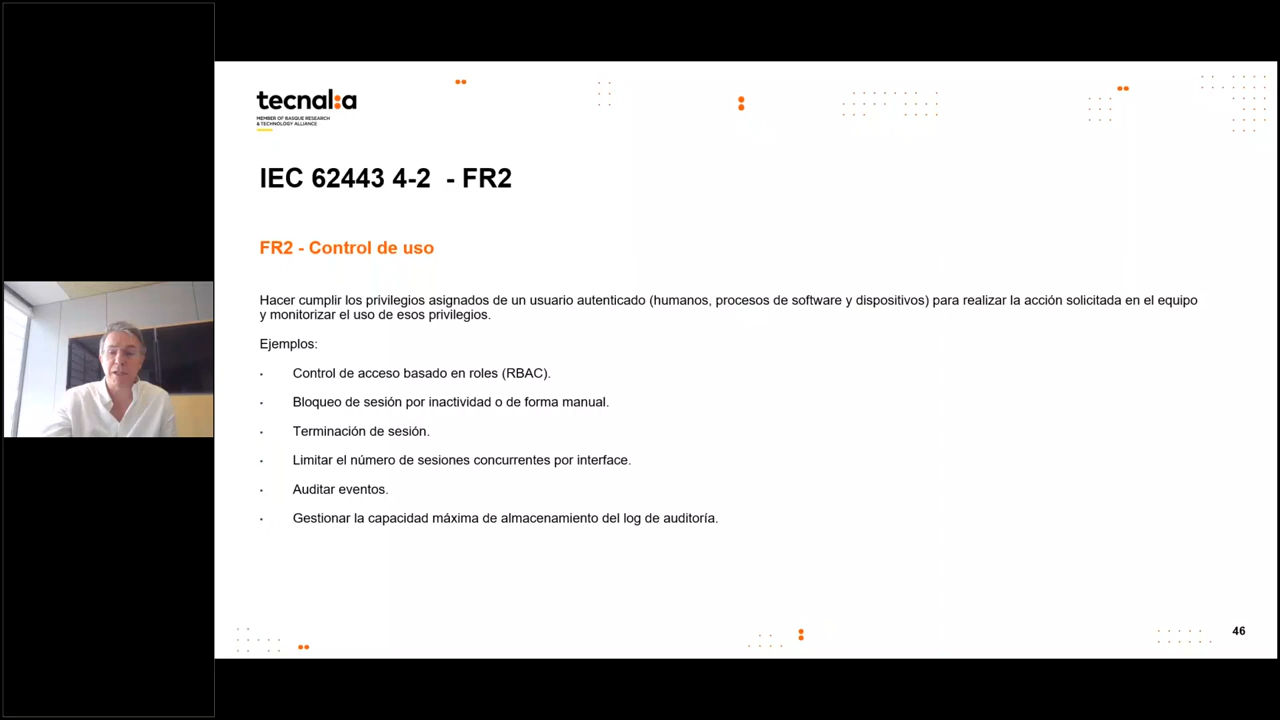 tecnal:a
MEMBER OF BASQUE RESEARCH
& TECHNOLOGY ALLIANCE
IEC 62443 4-2 - FR2
FR2 - Control de uso
Hacer cumplir los privilegios asignados de un usuario autenticado (humanos, procesos de software y dispositivos) para realizar la acción solicitada en el equipo
y monitorizar el uso de esos privilegios.
Ejemplos:
· Control de acceso basado en roles (RBAC).
· Bloqueo de sesión por inactividad o de forma manual.
· Terminación de sesión.
· Limitar el número de sesiones concurrentes por interface.
· Auditar eventos.
· Gestionar la capacidad máxima de almacenamiento del log de auditoría.
46